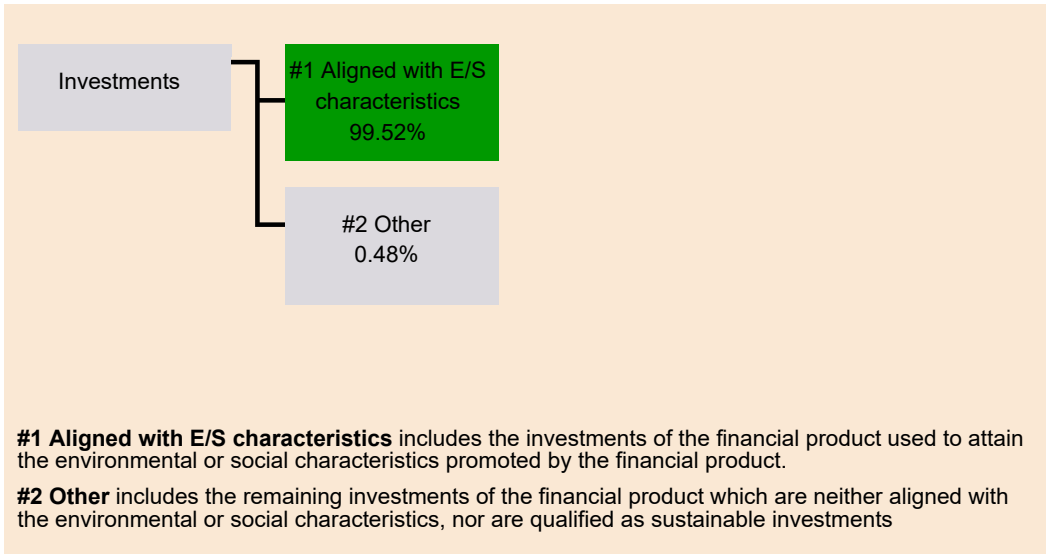 Investments
#1 Aligned with E/S
characteristics
99.52%
#2 Other
0.48%
#1 Aligned with E/S characteristics includes the investments of the financial product used to attain
the environmental or social characteristics promoted by the financial product.
#2 Other includes the remaining investments of the financial product which are neither aligned with
the environmental or social characteristics, nor are qualified as sustainable investments